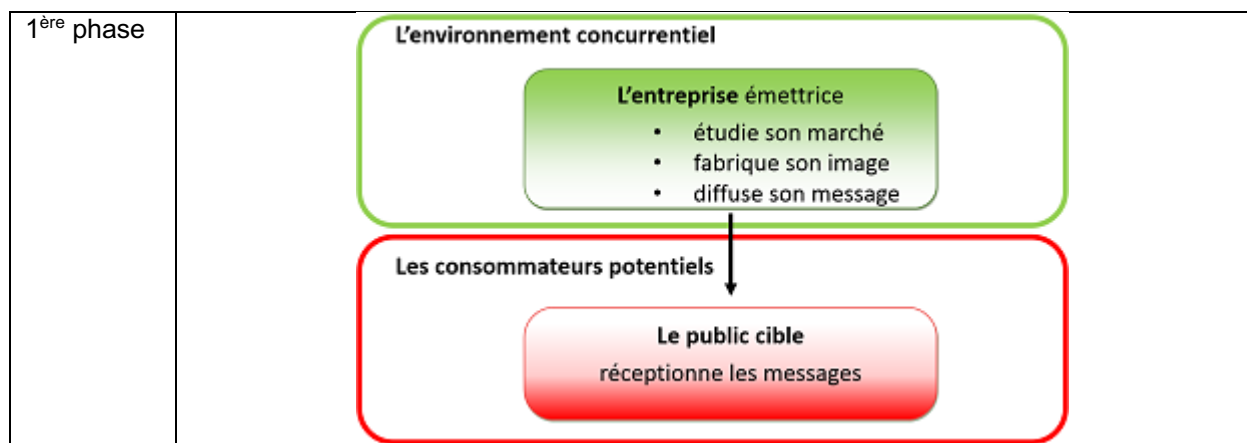 1ère phase
L'environnement concurrentiel
L'entreprise émettrice
• étudie son marché
• fabrique son image
• diffuse son message
Les consommateurs potentiels
Le public cible
réceptionne les messages